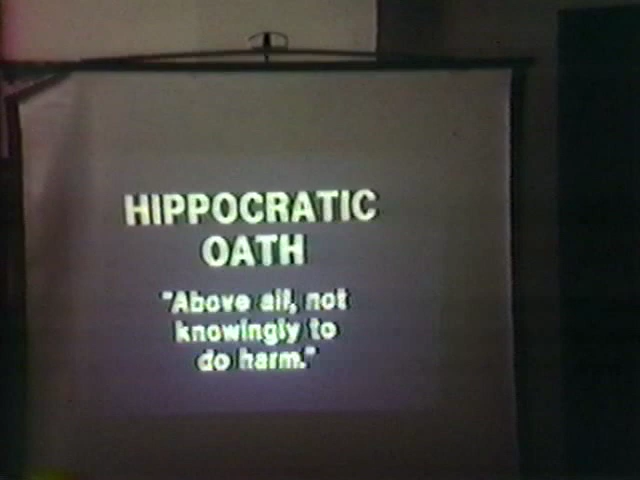 HIPPOCRATIC
OATH
"Above all, not
knowingly to
do harm."